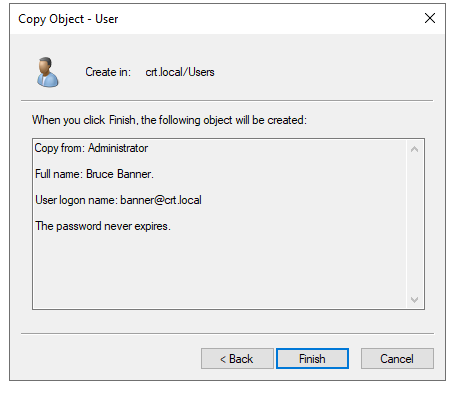 Copy Object - User
Create in: crt.local/Users
When you click Finish, the following object will be created:
Copy from: Administrator
Full name: Bruce Banner.
User logon name: banner@crt.local
The password never expires.
< Back Finish Cancel